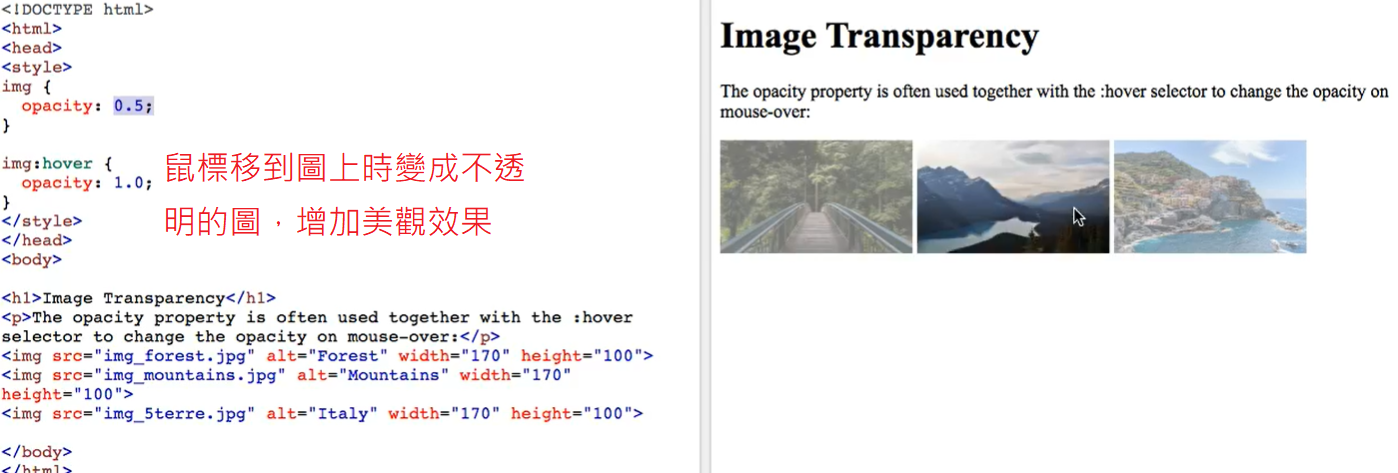 <!DOCTYPE html>
<html>
<head>
<style>
img {
  opacity: 0.5;
}
img:hover {
  opacity: 1.0;
}
</style>
</head>
<body>
<h1>Image Transparency</h1>
<p>The opacity property is often used together with the :hover
selector to change the opacity on mouse-over:</p>
<img src="img_forest.jpg" alt="Forest" width="170" height="100">
<img src="img_mountains.jpg" alt="Mountains" width="170"
height="100">
<img src="img_5terre.jpg" alt="Italy" width="170" height="100">
</body>
</html>
鼠標移到圖上時變成不透
明的圖，增加美觀效果
Image Transparency
The opacity property is often used together with the :hover selector to change the opacity on
mouse-over: